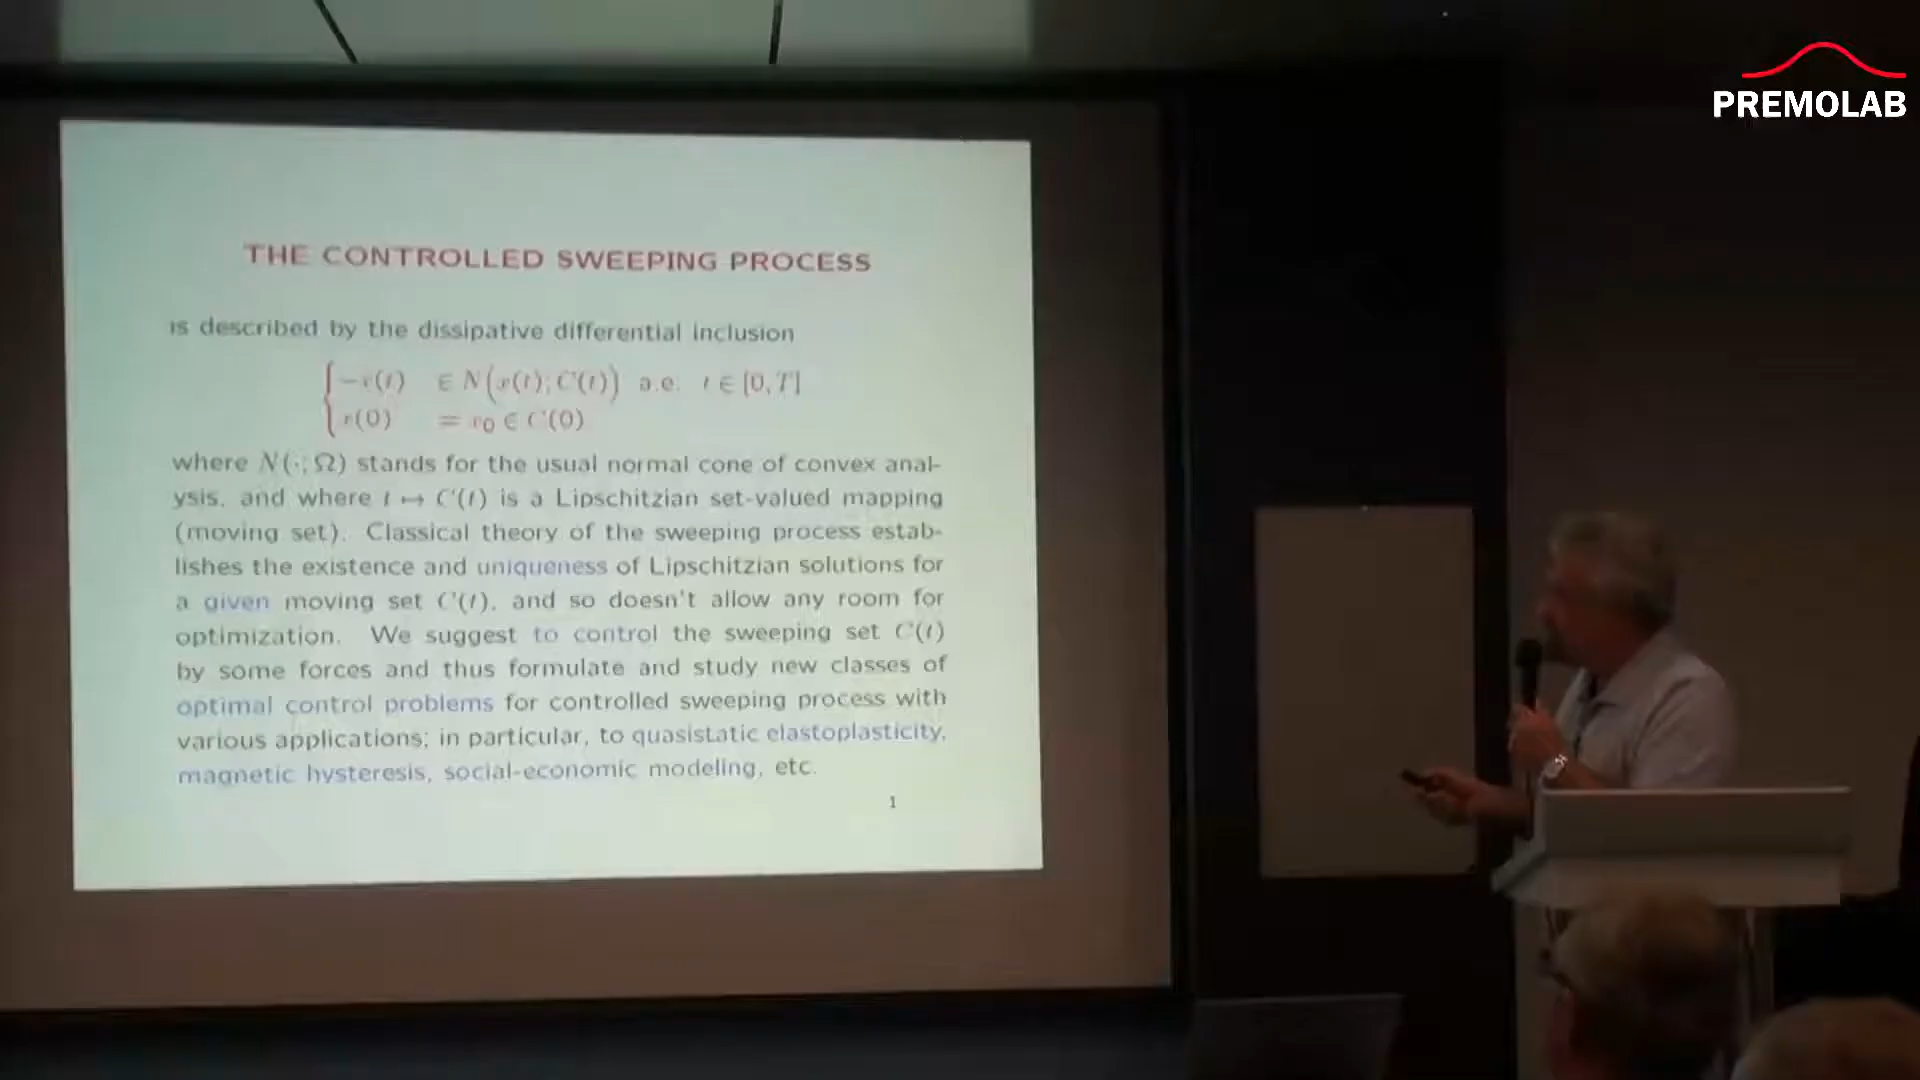 PREMOLAB
THE CONTROLLED SWEEPING PROCESS
is described by the dissipative differential inclusion
−x(t) ∈ N(x(t); C(t)) a.e. t ∈ [0, T]
x(0) = x0 ∈ C(0)
where N(·; Ω) stands for the usual normal cone of convex anal-
ysis, and where t ↦ C(t) is a Lipschitzian set-valued mapping
(moving set). Classical theory of the sweeping process estab-
lishes the existence and uniqueness of Lipschitzian solutions for
a given moving set C(t), and so doesn't allow any room for
optimization. We suggest to control the sweeping set C(t)
by some forces and thus formulate and study new classes of
optimal control problems for controlled sweeping process with
various applications; in particular, to quasistatic elastoplasticity,
magnetic hysteresis, social-economic modeling, etc.
1